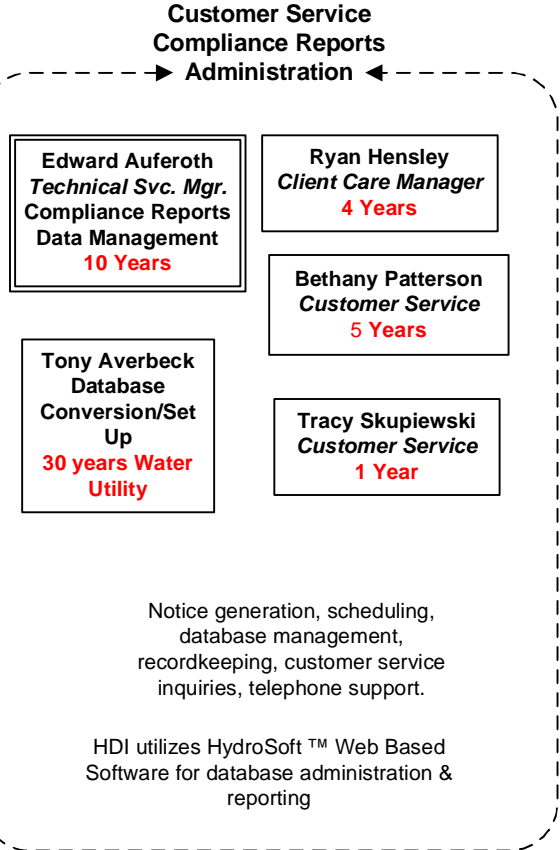 Customer Service
Compliance Reports
Administration
Edward Auferoth
Technical Svc. Mgr.
Compliance Reports
Data Management
10 Years
Ryan Hensley
Client Care Manager
4 Years
Bethany Patterson
Customer Service
5 Years
Tony Averbeck
Database
Conversion/Set
Up
30 years Water
Utility
Tracy Skupiewski
Customer Service
1 Year
Notice generation, scheduling,
database management,
recordkeeping, customer service
inquiries, telephone support.
HDI utilizes HydroSoft ™ Web Based
Software for database administration &
reporting